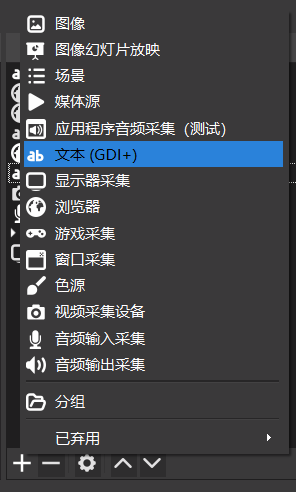 图像
图像幻灯片放映
场景
媒体源
应用程序音频采集（测试）
ab 文本 (GDI+)
显示器采集
浏览器
游戏采集
窗口采集
色源
视频采集设备
音频输入采集
音频输出采集
分组
已弃用